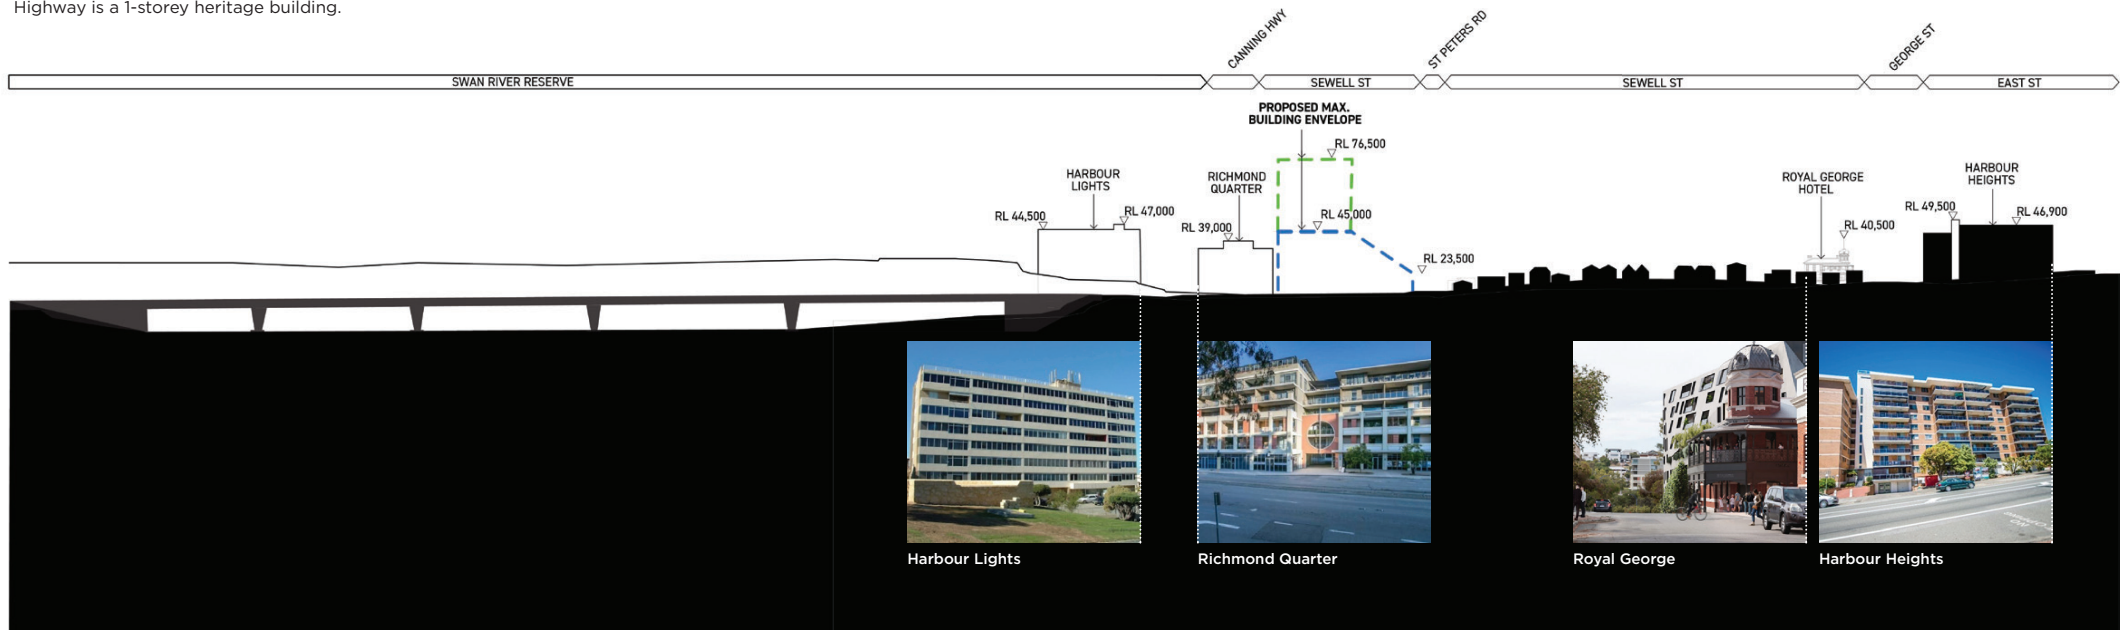 Highway is a 1-storey heritage building.
CANNING HWY
ST PETERS RD
GEORGE ST
SWAN RIVER RESERVE
SEWELL ST
SEWELL ST
EAST ST
PROPOSED MAX.
BUILDING ENVELOPE
RL 76,500
HARBOUR
LIGHTS
RL 44,500
RL 47,000
RICHMOND
QUARTER
RL 39,000
RL 45,000
RL 23,500
ROYAL GEORGE
HOTEL
RL 40,500
HARBOUR
HEIGHTS
RL 49,500
RL 46,900
Harbour Lights
Richmond Quarter
Royal George
Harbour Heights